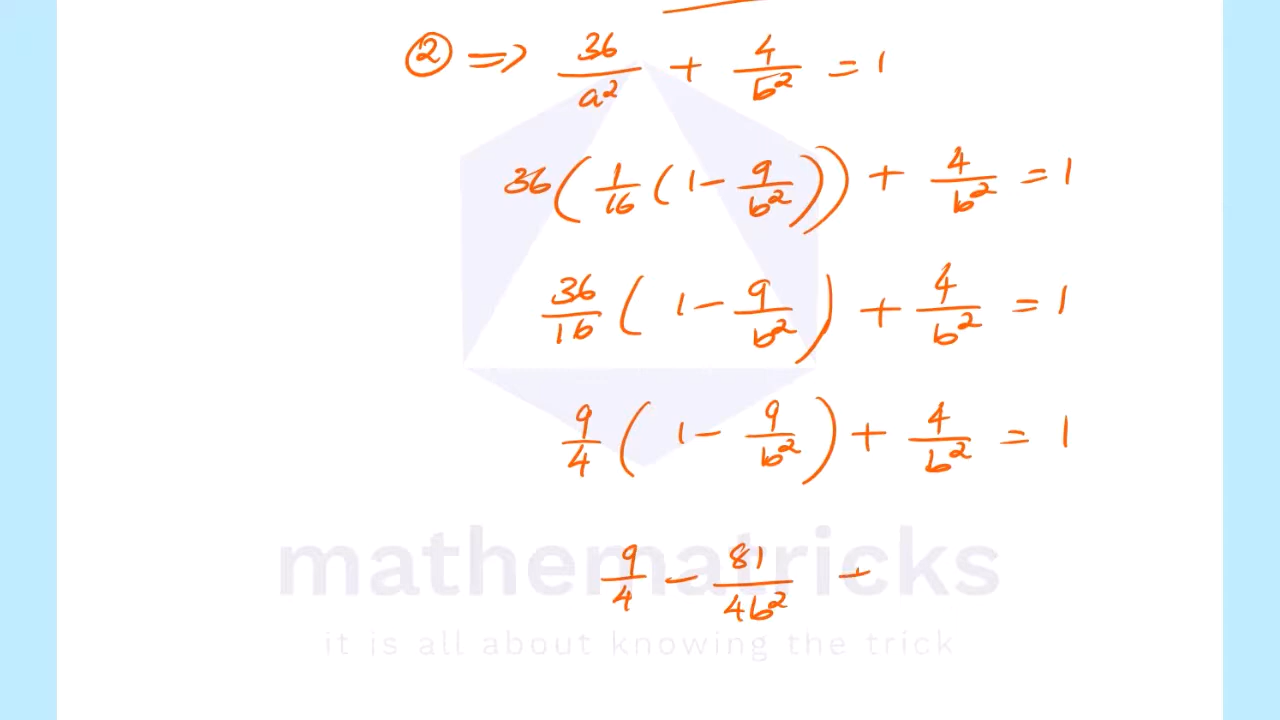 ② ⇒ 36/a² + 4/b² = 1
36(1/16(1 − 9/b²)) + 4/b² = 1
36/16(1 − 9/b²) + 4/b² = 1
9/4(1 − 9/b²) + 4/b² = 1
9/4 − 81/4b² +
mathematricks
it is all about knowing the trick